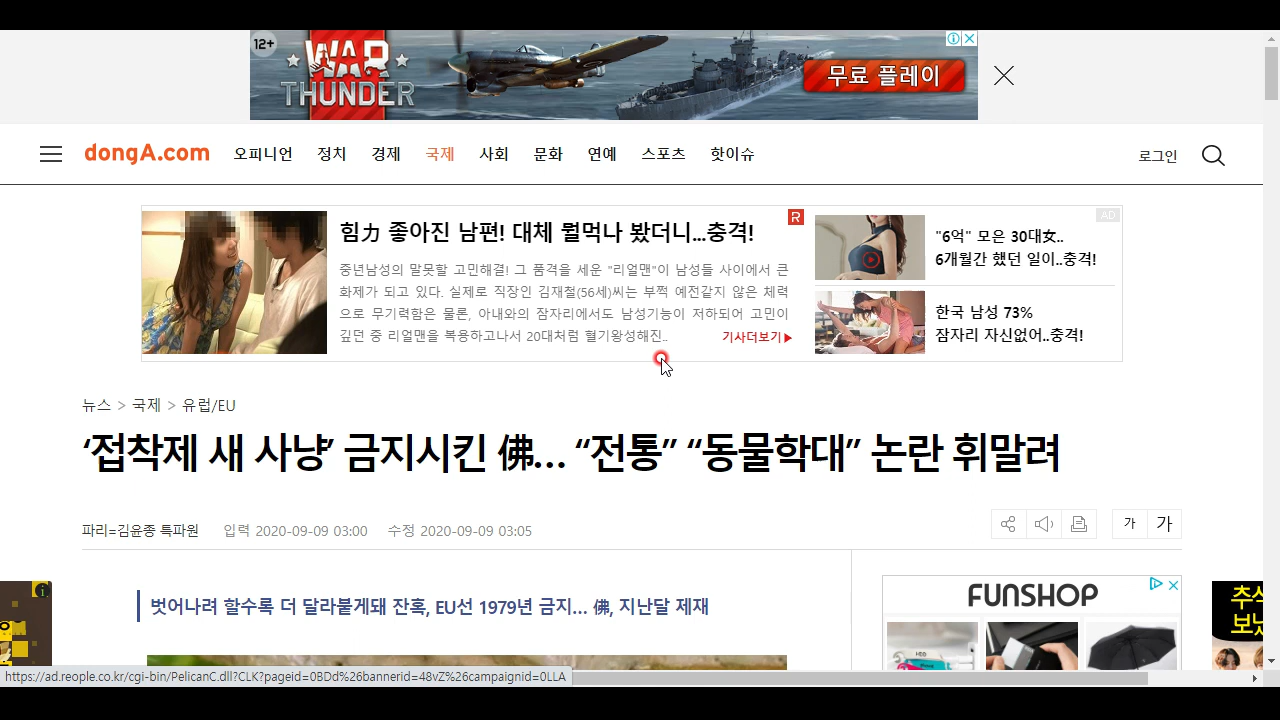 12+
WAR
THUNDER
무료 플레이
dongA.com 오피니언 정치 경제 국제 사회 문화 연예 스포츠 핫이슈 로그인
힘力 좋아진 남편! 대체 뭘먹나 봤더니...충격!
R
중년남성의 말못할 고민해결! 그 품격을 세운 "리얼맨"이 남성들 사이에서 큰
화제가 되고 있다. 실제로 직장인 김재철(56세)씨는 부쩍 예전같지 않은 체력
으로 무기력함은 물론, 아내와의 잠자리에서도 남성기능이 저하되어 고민이
깊던 중 리얼맨을 복용하고나서 20대처럼 혈기왕성해진..
기사더보기▶
AD
"6억" 모은 30대女..
6개월간 했던 일이..충격!
한국 남성 73%
잠자리 자신없어..충격!
뉴스 > 국제 > 유럽/EU
‘접착제 새 사냥’ 금지시킨 佛… “전통” “동물학대” 논란 휘말려
파리=김윤종 특파원 입력 2020-09-09 03:00 수정 2020-09-09 03:05
가 가
벗어나려 할수록 더 달라붙게돼 잔혹, EU선 1979년 금지… 佛, 지난달 제재
FUNSHOP
추석
보냈
https://ad.reople.co.kr/cgi-bin/PelicanC.dll?impr?pageid=0BDd%26bannerid=48vZ%26campaignid=0LLA